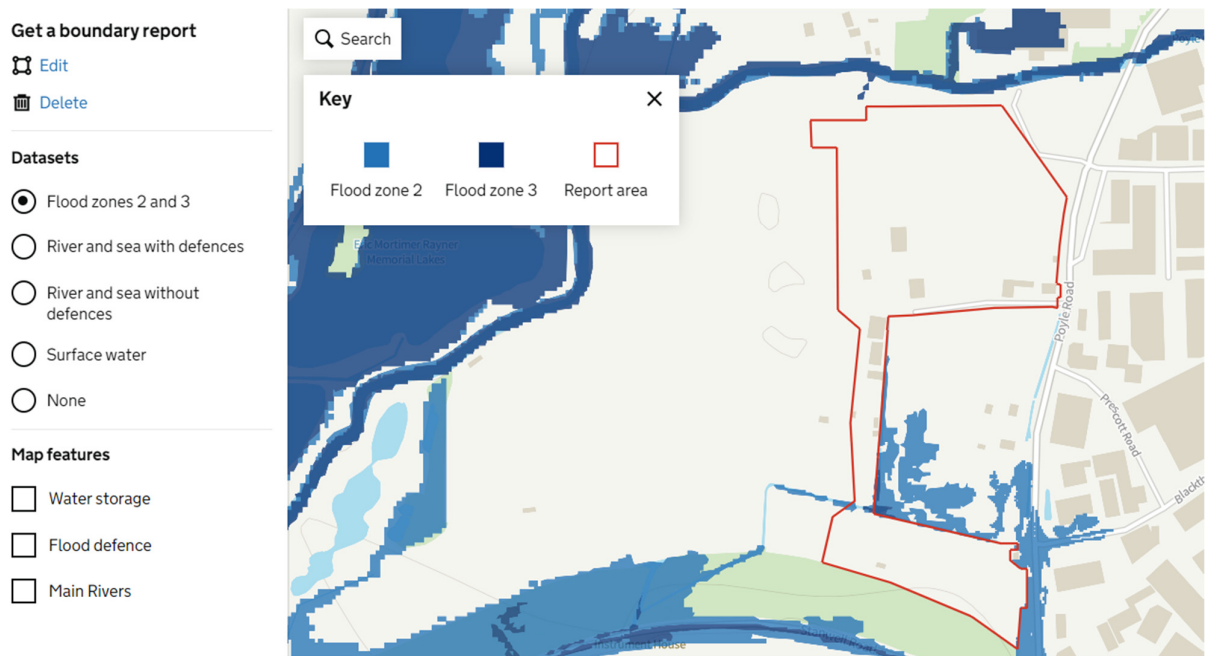 Get a boundary report
Edit
Delete
Datasets
Flood zones 2 and 3
River and sea with defences
River and sea without
defences
Surface water
None
Map features
Water storage
Flood defence
Main Rivers
Search
Key
Flood zone 2
Flood zone 3
Report area
Eric Mortimer Rayner
Memorial Lakes
Poyle Road
Prescott Road
Instrument House